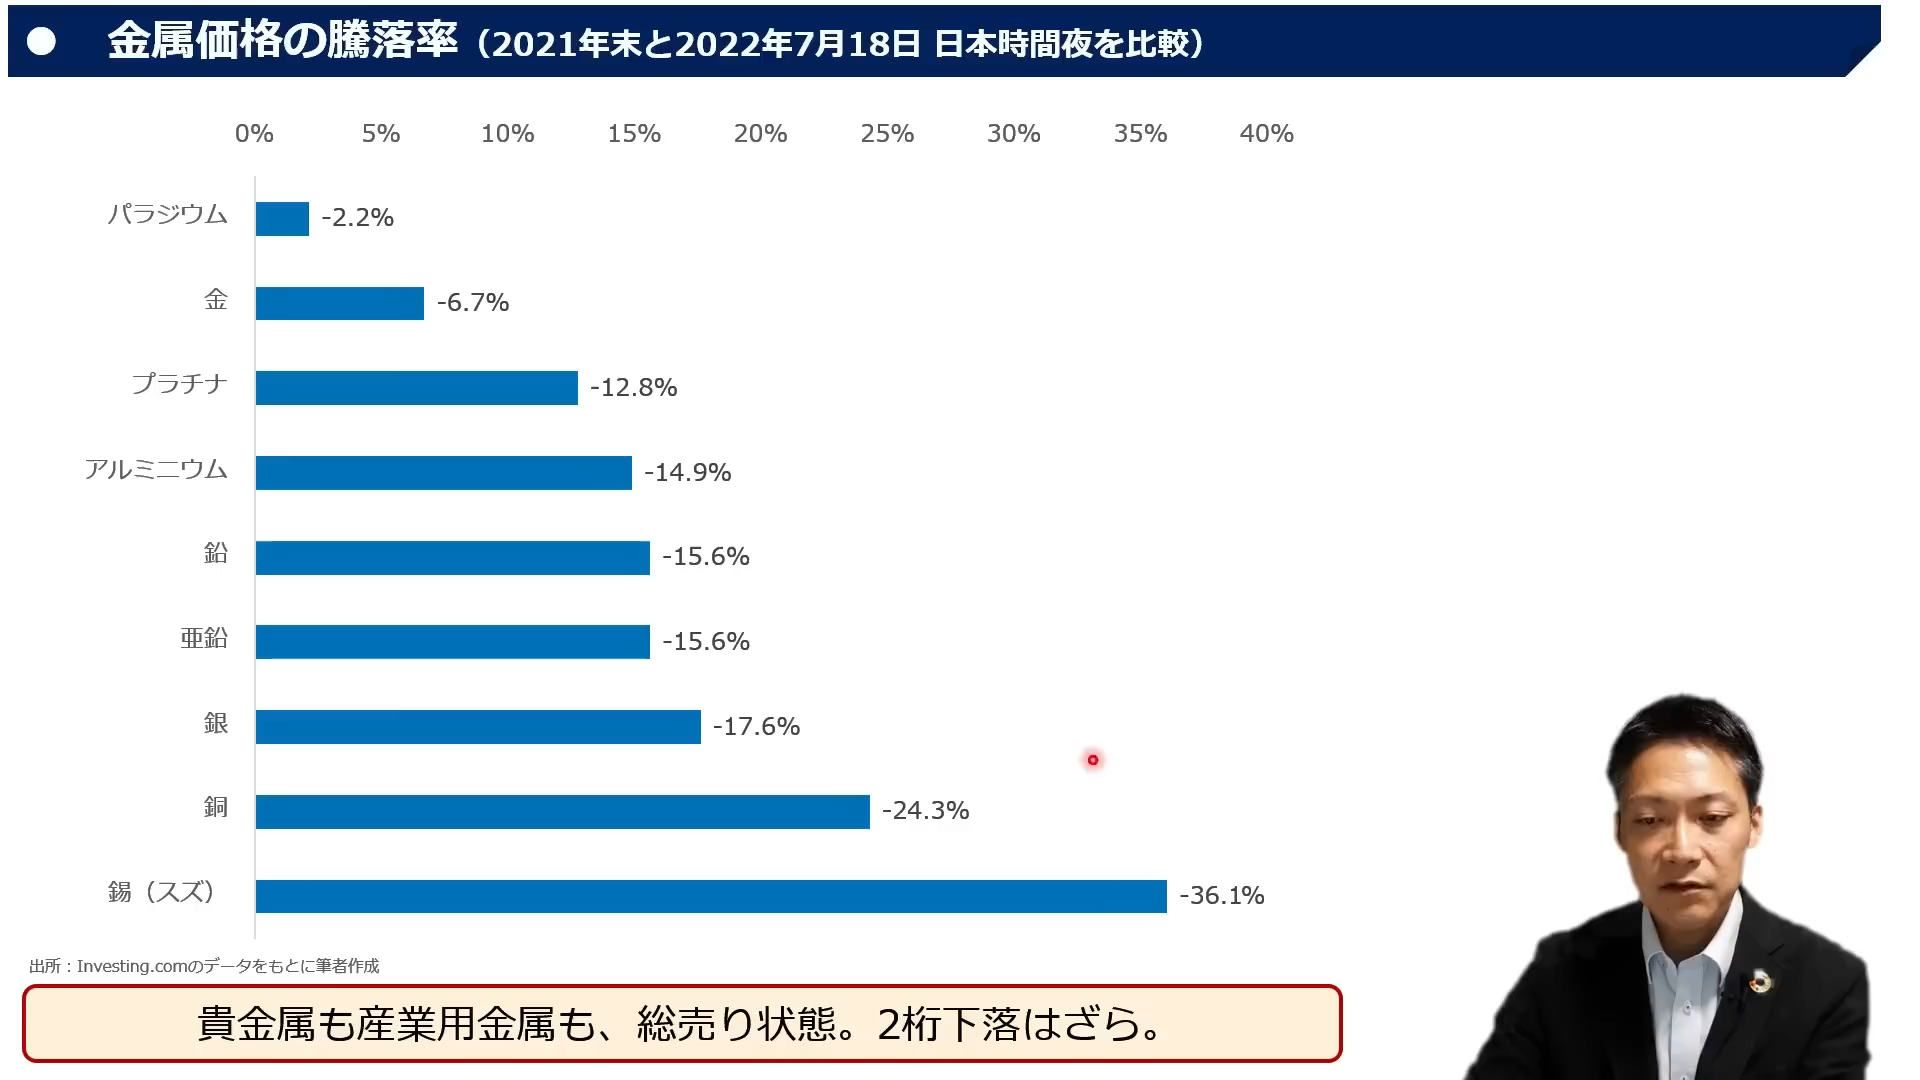 金属価格の騰落率（2021年末と2022年7月18日 日本時間夜を比較）
0% 5% 10% 15% 20% 25% 30% 35% 40%
パラジウム -2.2%
金 -6.7%
プラチナ -12.8%
アルミニウム -14.9%
鉛 -15.6%
亜鉛 -15.6%
銀 -17.6%
銅 -24.3%
錫（スズ） -36.1%
出所：Investing.comのデータをもとに筆者作成
貴金属も産業用金属も、総売り状態。2桁下落はざら。